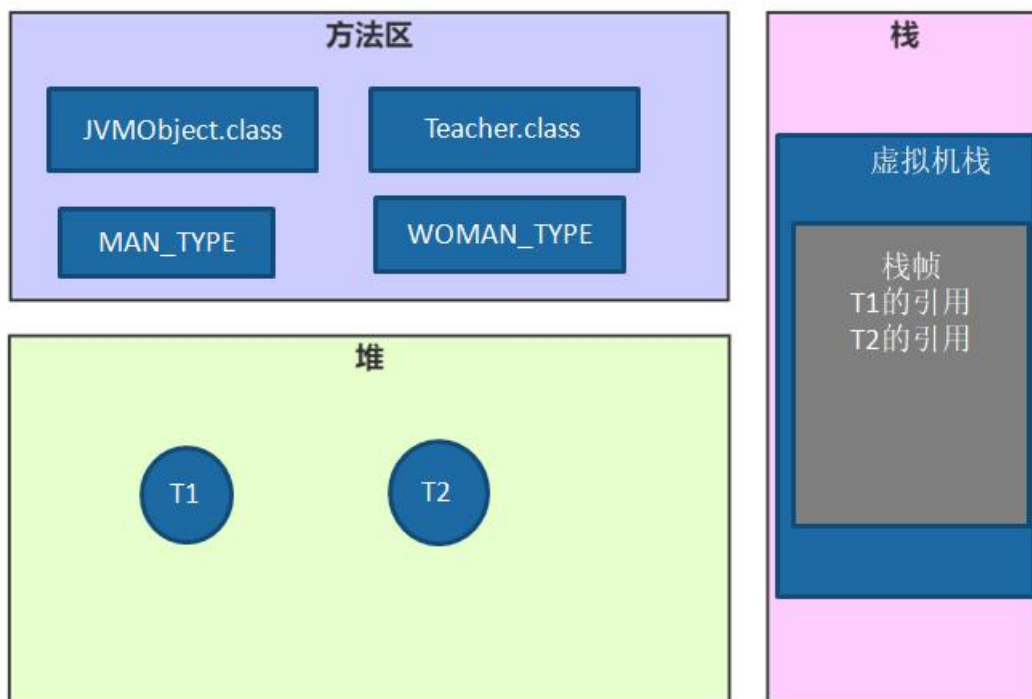 方法区
JVMObject.class
Teacher.class
MAN_TYPE
WOMAN_TYPE
堆
T1
T2
栈
虚拟机栈
栈帧
T1的引用
T2的引用